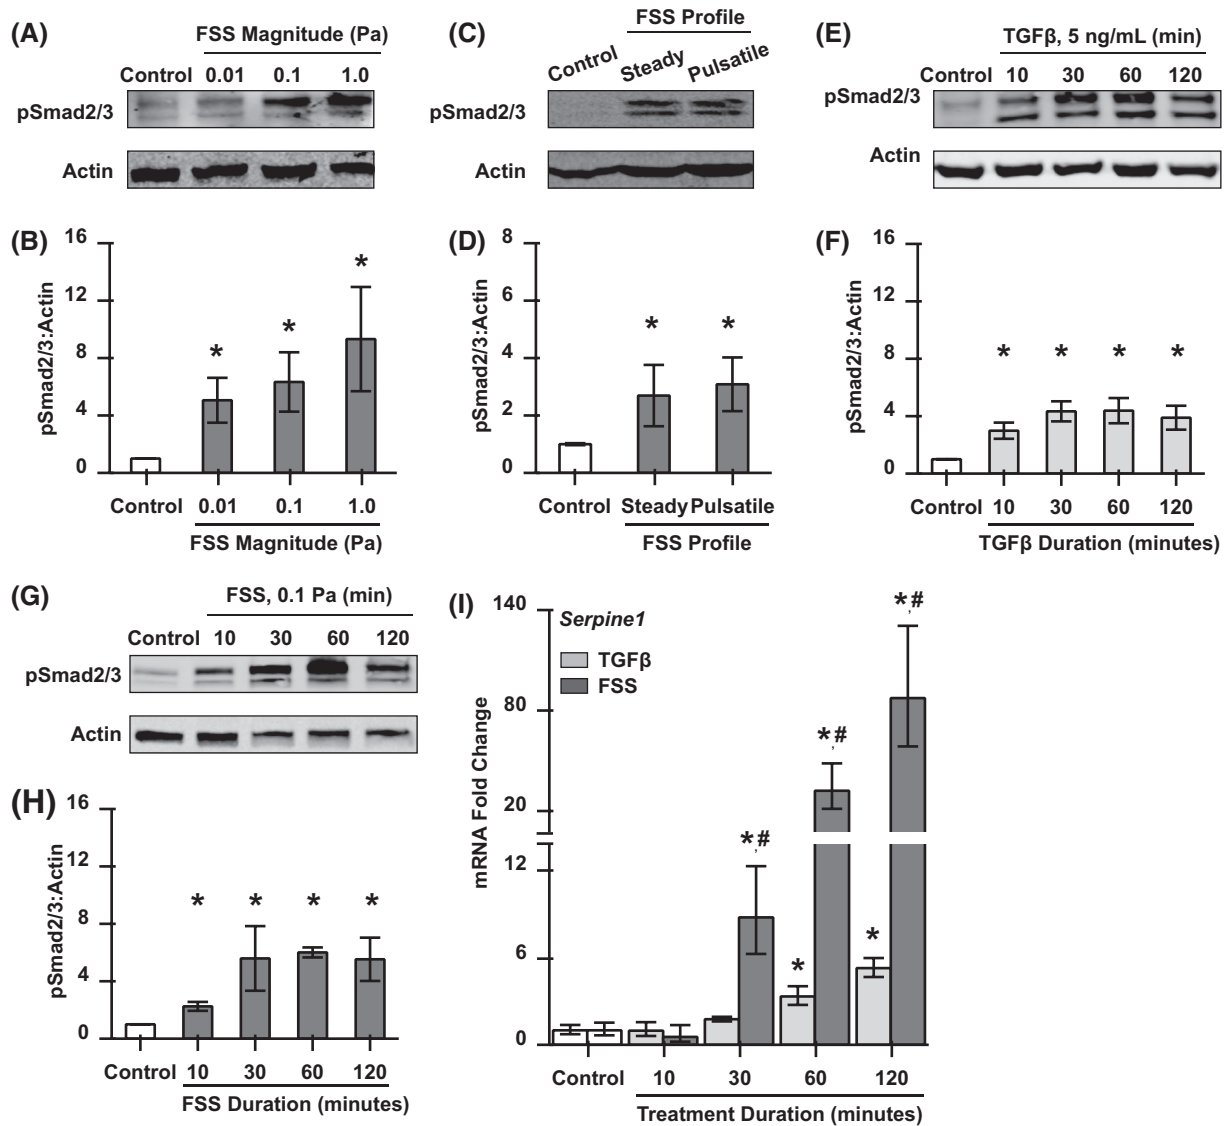 (A)
FSS Magnitude (Pa)
Control 0.01 0.1 1.0
pSmad2/3
Actin
(B)
pSmad2/3:Actin
16
12
8
4
0
*
*
*
Control 0.01 0.1 1.0
FSS Magnitude (Pa)
(C)
FSS Profile
Control Steady Pulsatile
pSmad2/3
Actin
(D)
pSmad2/3:Actin
8
6
4
2
0
* *
Control Steady Pulsatile
FSS Profile
(E)
TGFβ, 5 ng/mL (min)
Control 10 30 60 120
pSmad2/3
Actin
(F)
pSmad2/3:Actin
16
12
8
4
0
* * * *
Control 10 30 60 120
TGFβ Duration (minutes)
(G)
FSS, 0.1 Pa (min)
Control 10 30 60 120
pSmad2/3
Actin
(H)
pSmad2/3:Actin
16
12
8
4
0
* * * *
Control 10 30 60 120
FSS Duration (minutes)
(I)
mRNA Fold Change
140
80
20
12
6
0
Serpine1
TGFβ
FSS
*,#
*
*,#
*
*,#
Control 10 30 60 120
Treatment Duration (minutes)